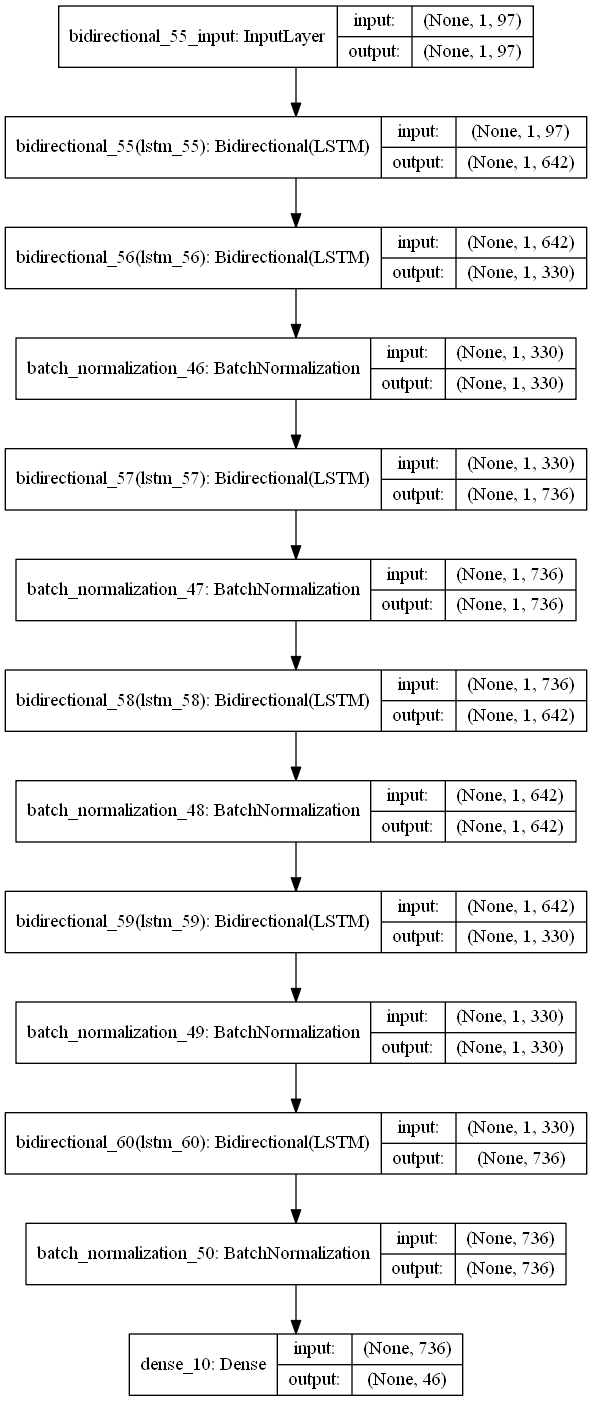 bidirectional_55_input: InputLayer
input: (None, 1, 97)
output: (None, 1, 97)
bidirectional_55(lstm_55): Bidirectional(LSTM)
input: (None, 1, 97)
output: (None, 1, 642)
bidirectional_56(lstm_56): Bidirectional(LSTM)
input: (None, 1, 642)
output: (None, 1, 330)
batch_normalization_46: BatchNormalization
input: (None, 1, 330)
output: (None, 1, 330)
bidirectional_57(lstm_57): Bidirectional(LSTM)
input: (None, 1, 330)
output: (None, 1, 736)
batch_normalization_47: BatchNormalization
input: (None, 1, 736)
output: (None, 1, 736)
bidirectional_58(lstm_58): Bidirectional(LSTM)
input: (None, 1, 736)
output: (None, 1, 642)
batch_normalization_48: BatchNormalization
input: (None, 1, 642)
output: (None, 1, 642)
bidirectional_59(lstm_59): Bidirectional(LSTM)
input: (None, 1, 642)
output: (None, 1, 330)
batch_normalization_49: BatchNormalization
input: (None, 1, 330)
output: (None, 1, 330)
bidirectional_60(lstm_60): Bidirectional(LSTM)
input: (None, 1, 330)
output: (None, 736)
batch_normalization_50: BatchNormalization
input: (None, 736)
output: (None, 736)
dense_10: Dense
input: (None, 736)
output: (None, 46)